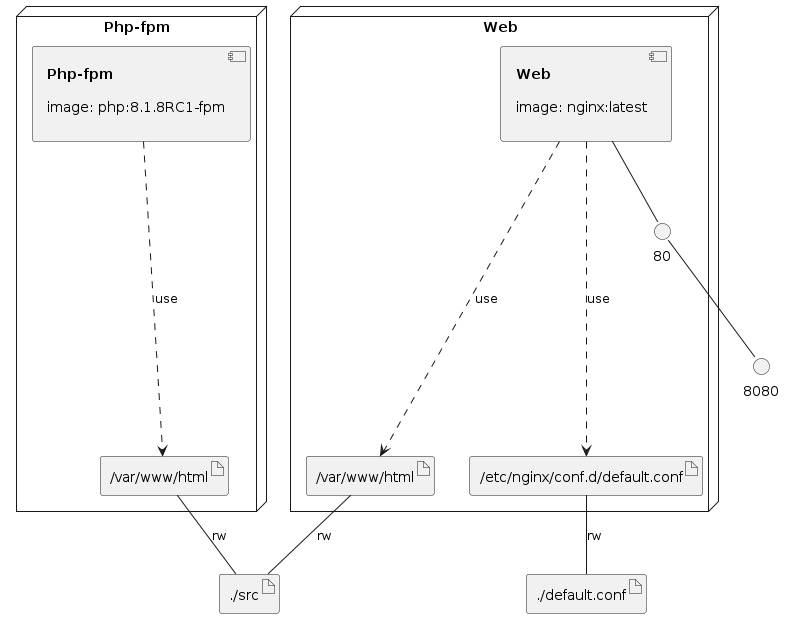 Php-fpm
Web
Php-fpm
image: php:8.1.8RC1-fpm
Web
image: nginx:latest
80
use
use
use
8080
/var/www/html
/var/www/html
/etc/nginx/conf.d/default.conf
rw
rw
rw
./src
./default.conf